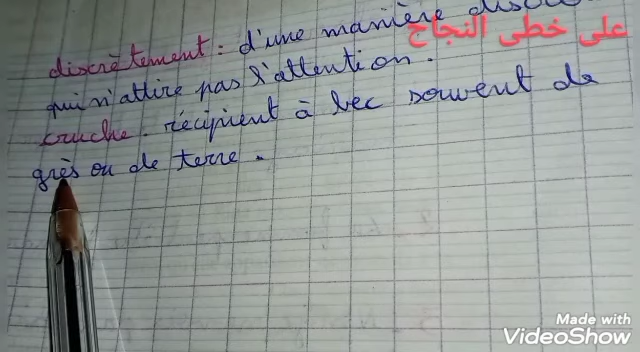 discrètement : d'une manière
على خطى النجاح
qui n'attire pas l'attention.
cruche. récipient à bec souvent de
grès ou de terre.
Made with
VideoShow